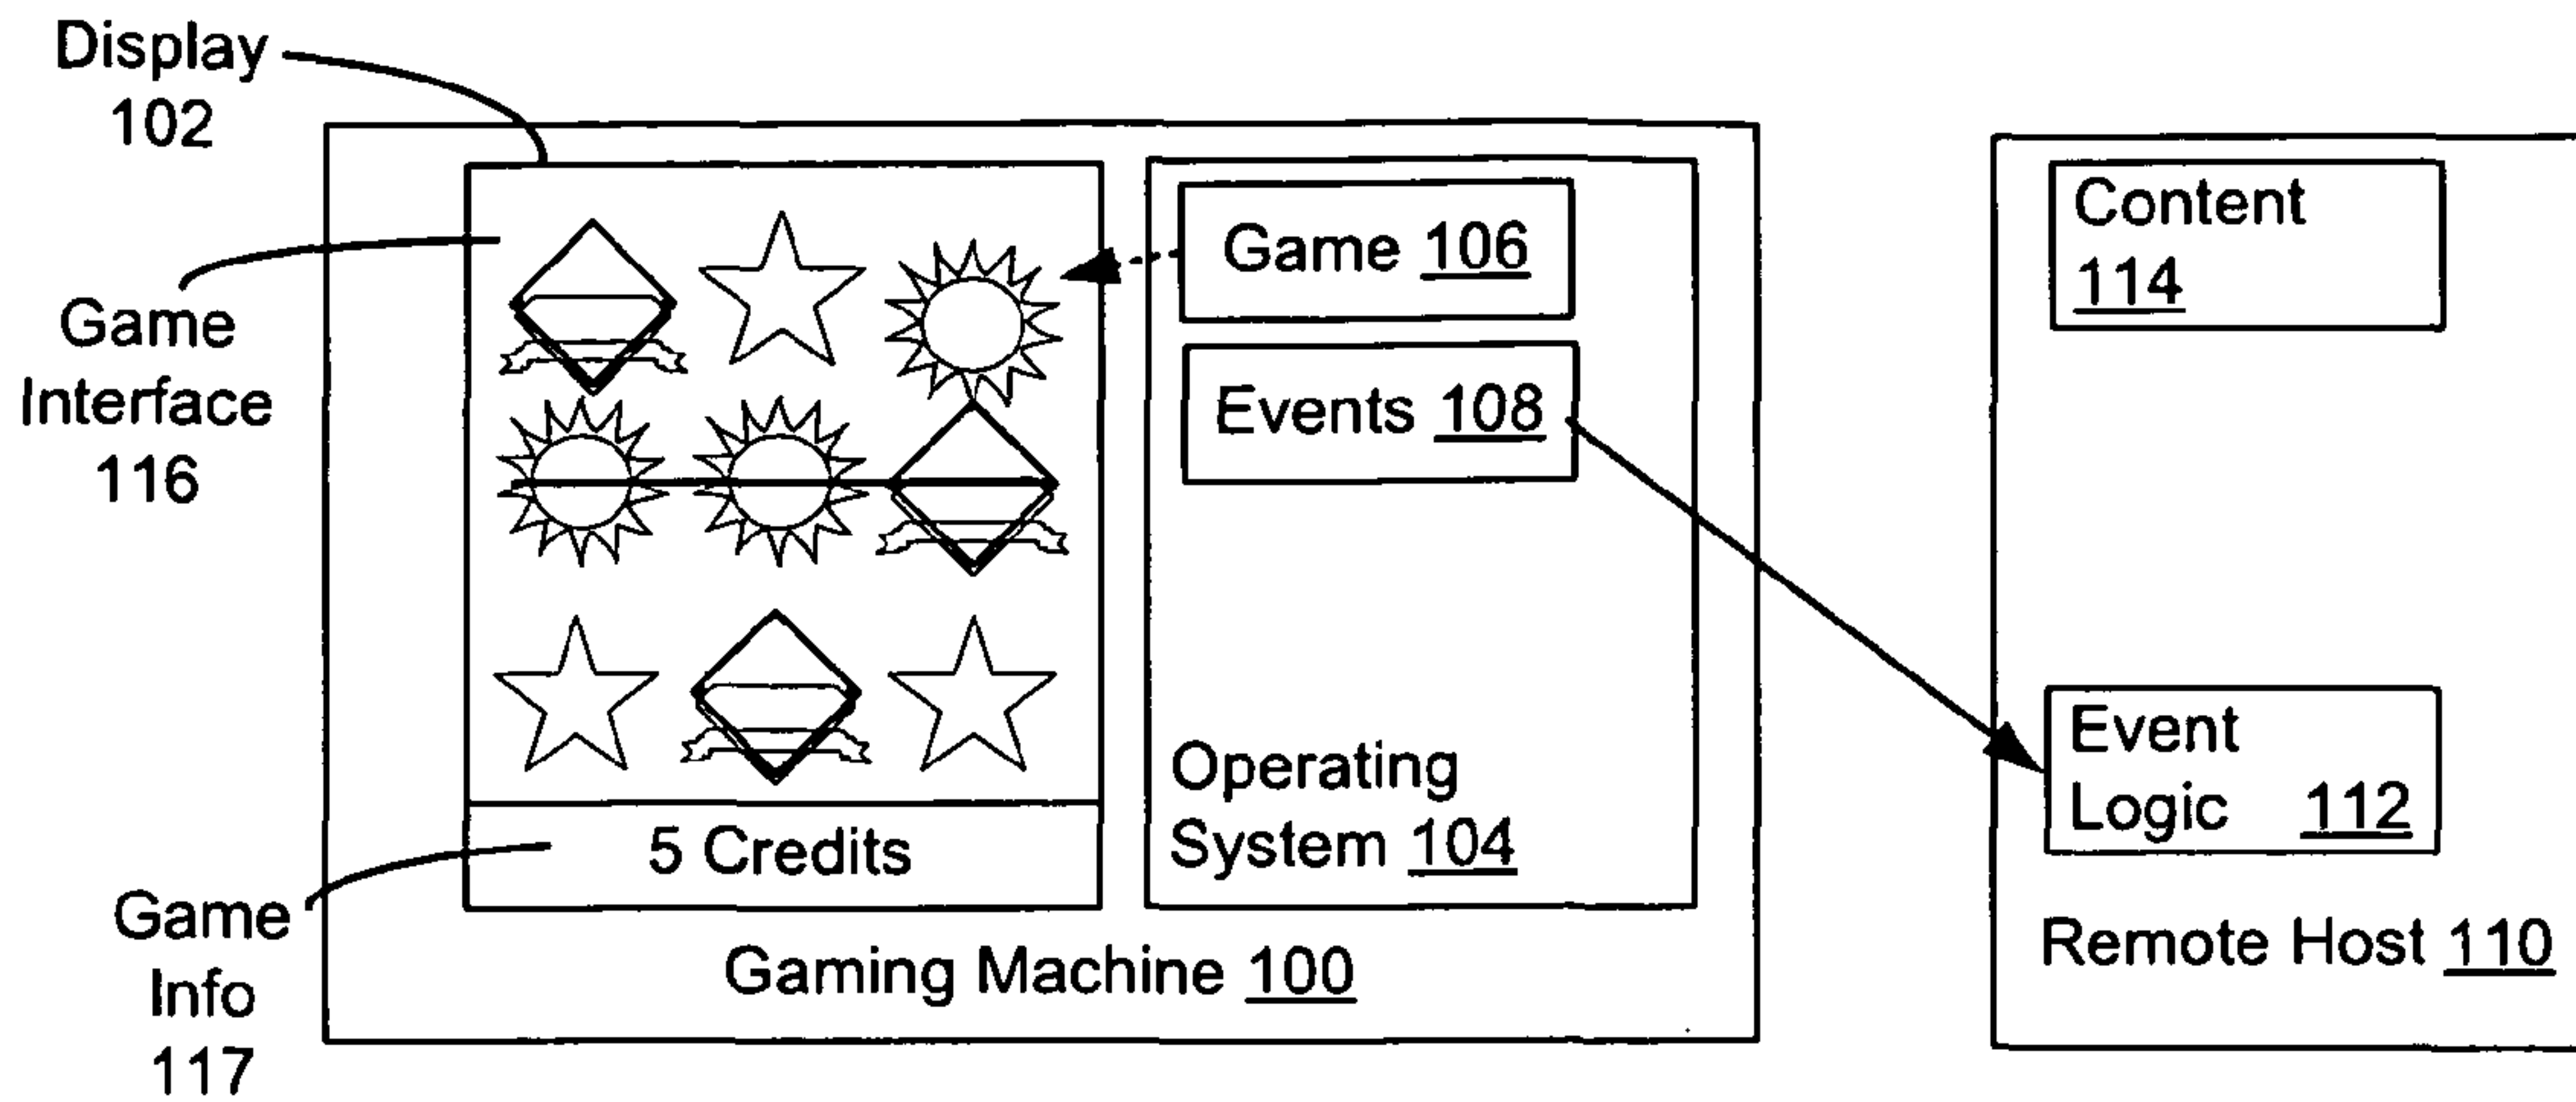 Display
102
Game
Interface
116
Game
Info
117
5 Credits
Game 106
Events 108
Operating
System 104
Gaming Machine 100
Content
114
Event
Logic 112
Remote Host 110